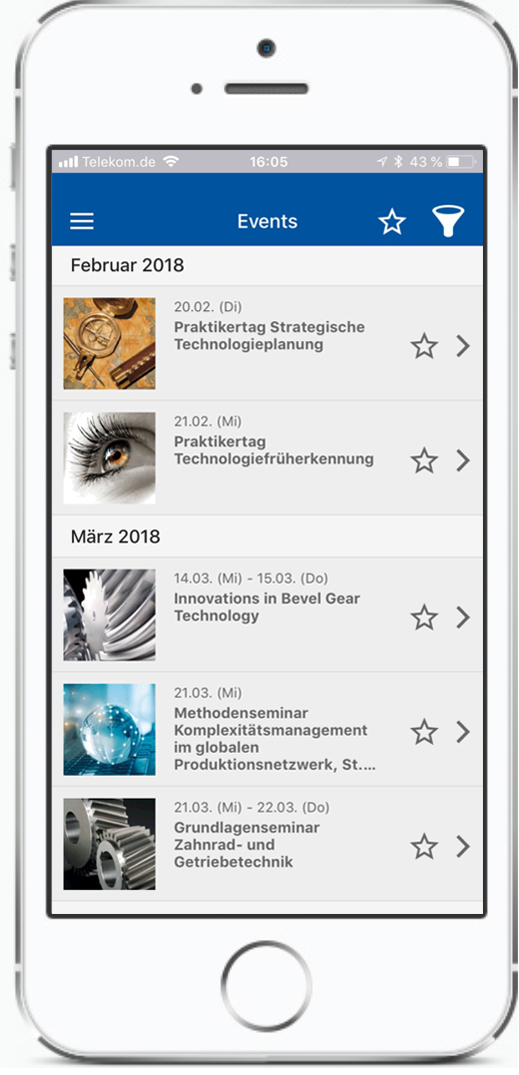 Telekom.de 16:05 43 %
Events
Februar 2018
20.02. (Di)
Praktikertag Strategische
Technologieplanung
21.02. (Mi)
Praktikertag
Technologiefrüherkennung
März 2018
14.03. (Mi) - 15.03. (Do)
Innovations in Bevel Gear
Technology
21.03. (Mi)
Methodenseminar
Komplexitätsmanagement
im globalen
Produktionsnetzwerk, St....
21.03. (Mi) - 22.03. (Do)
Grundlagenseminar
Zahnrad- und
Getriebetechnik